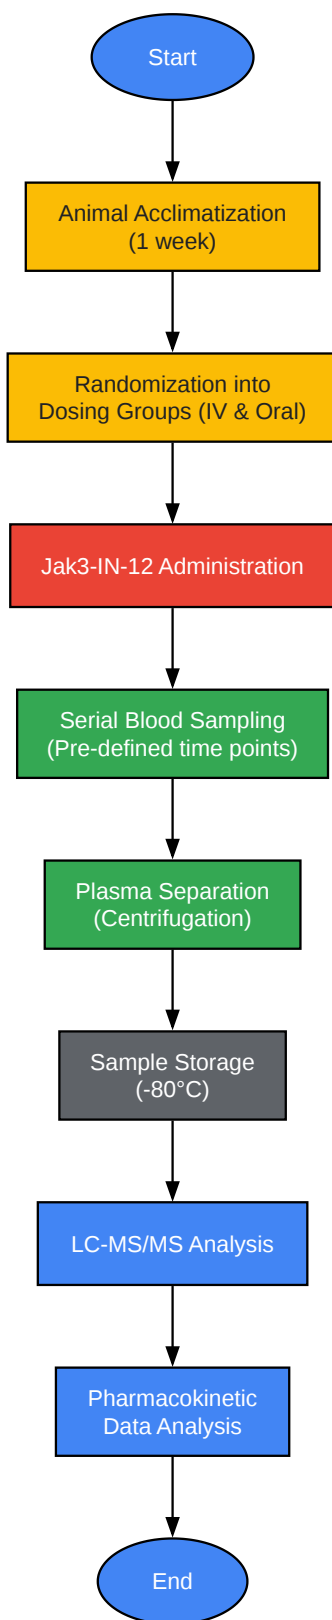 Start
Animal Acclimatization
(1 week)
Randomization into
Dosing Groups (IV & Oral)
Jak3-IN-12 Administration
Serial Blood Sampling
(Pre-defined time points)
Plasma Separation
(Centrifugation)
Sample Storage
(-80°C)
LC-MS/MS Analysis
Pharmacokinetic
Data Analysis
End